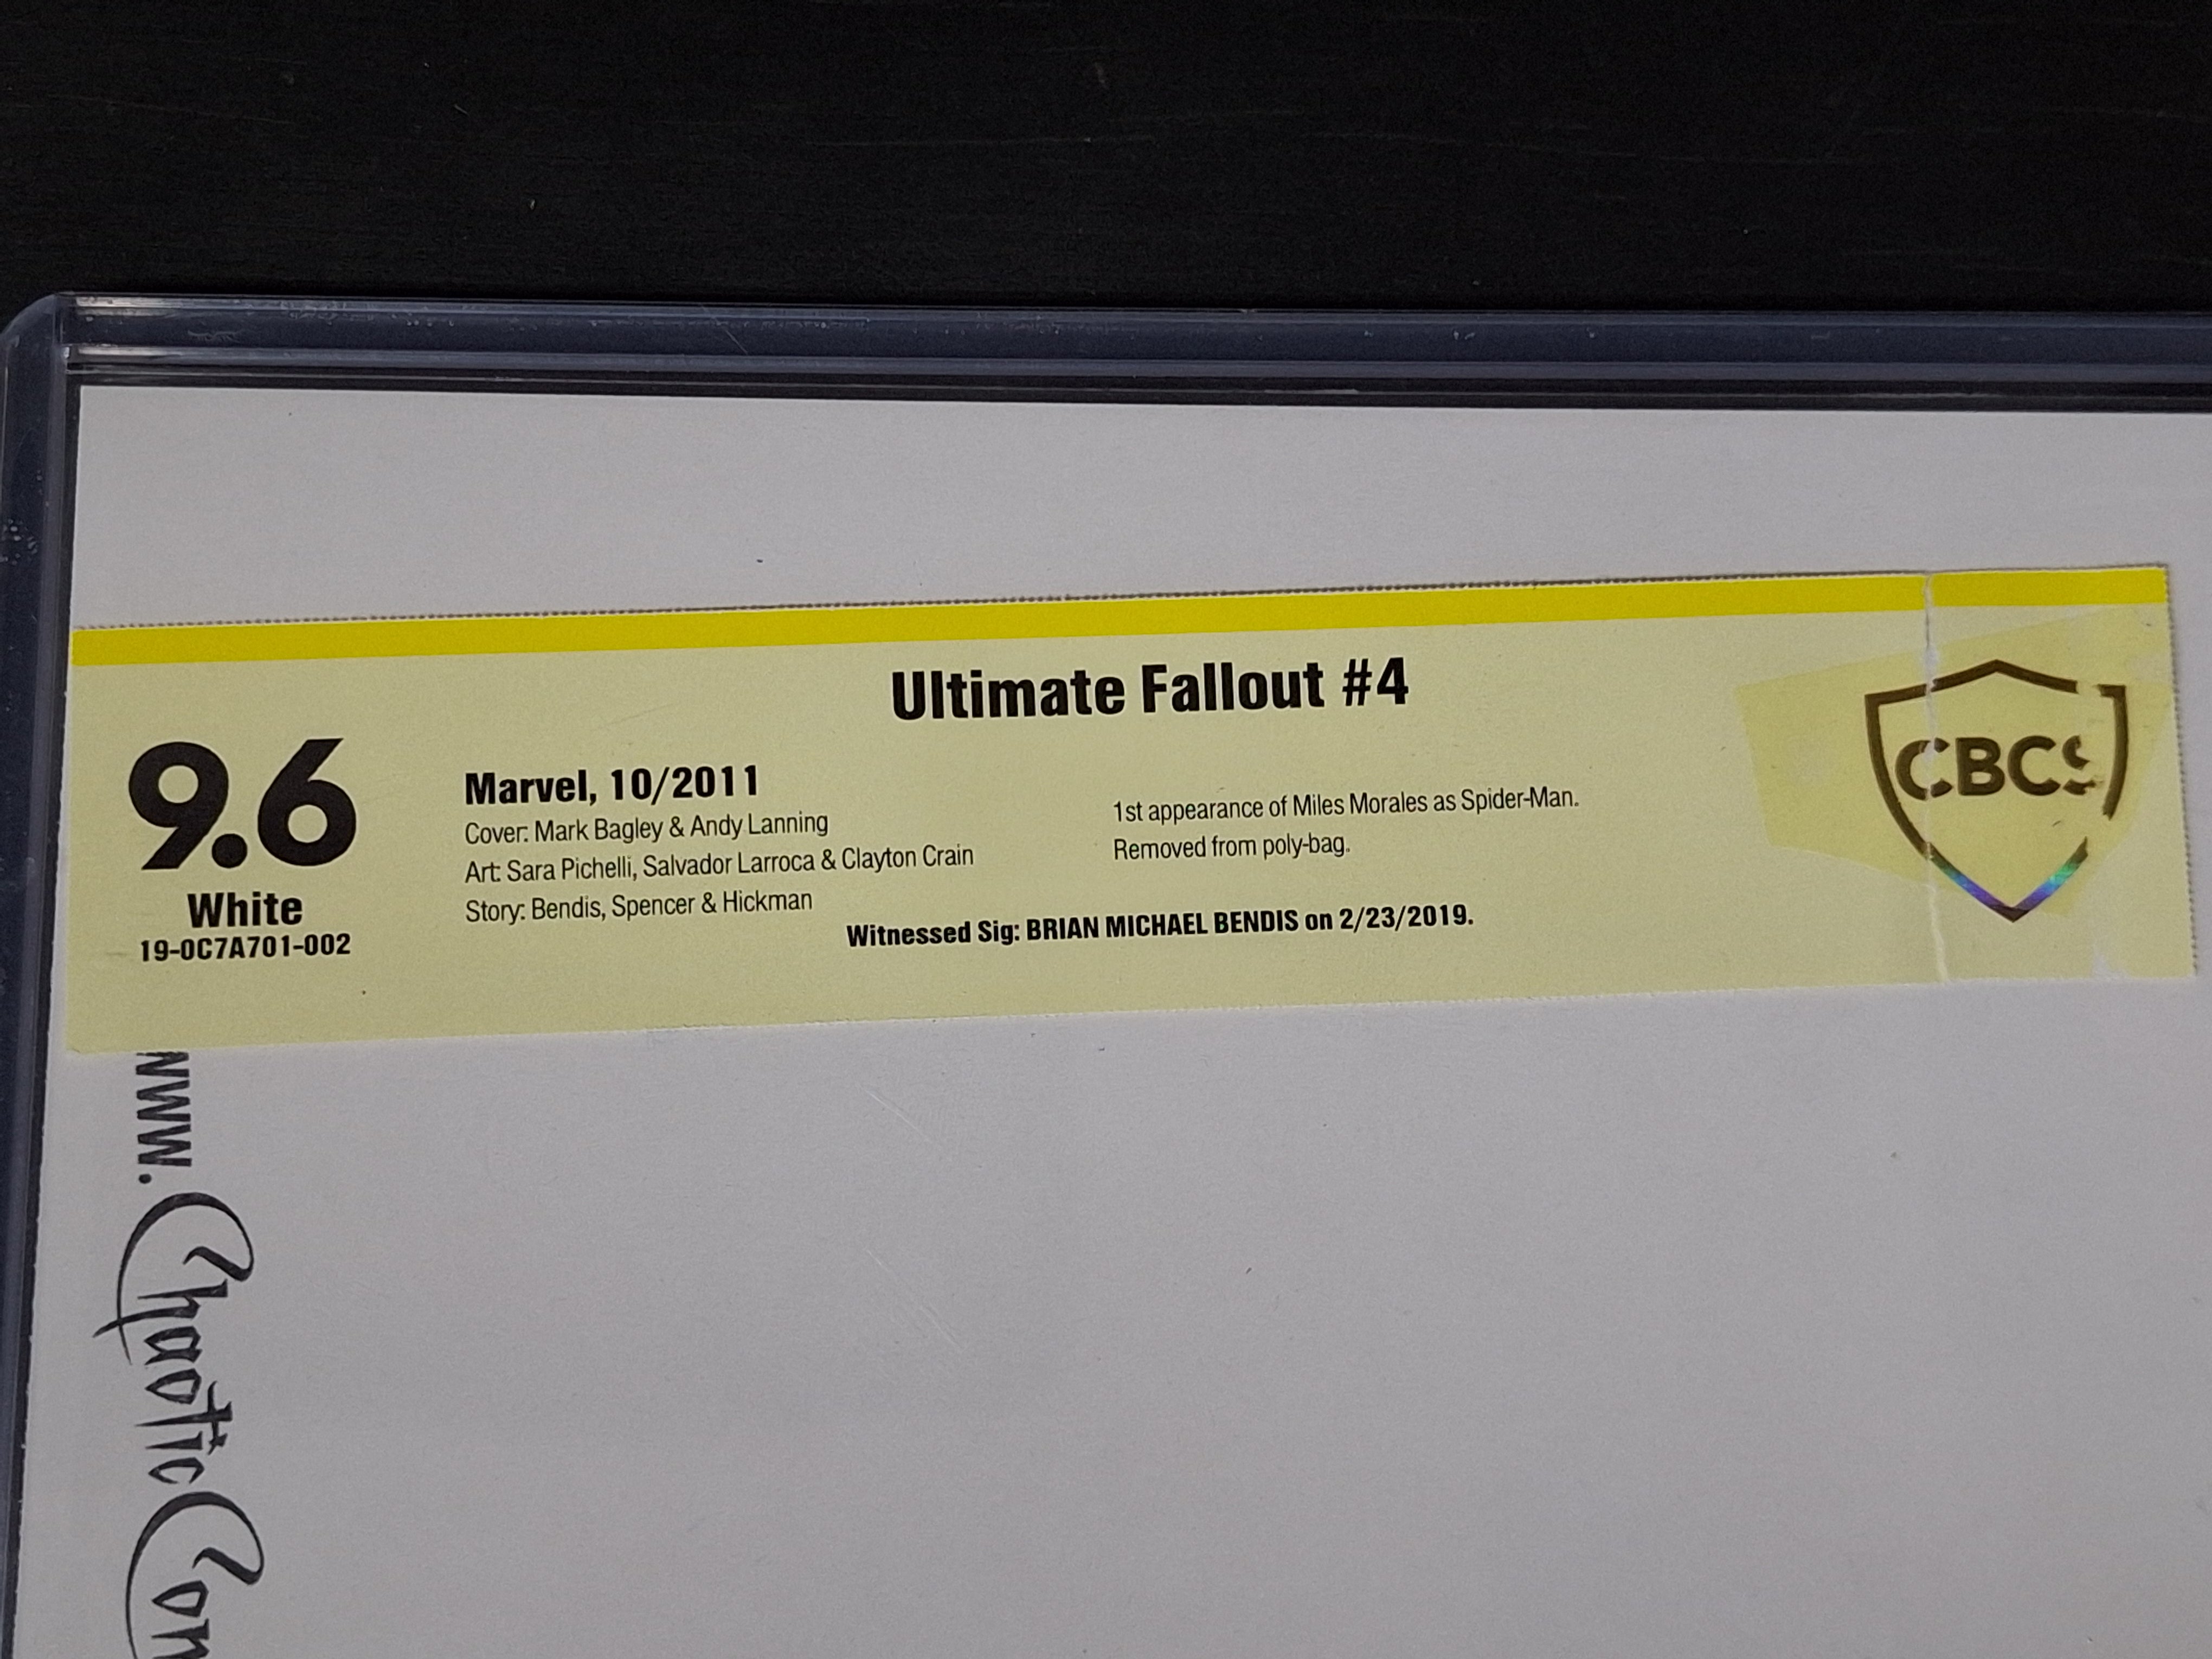 Ultimate Fallout #4
9.6
White
19-0C7A701-002
Marvel, 10/2011
Cover: Mark Bagley & Andy Lanning
Art: Sara Pichelli, Salvador Larroca & Clayton Crain
Story: Bendis, Spencer & Hickman
1st appearance of Miles Morales as Spider-Man.
Removed from poly-bag.
Witnessed Sig: BRIAN MICHAEL BENDIS on 2/23/2019.
CBCS
www.ChaoticCon